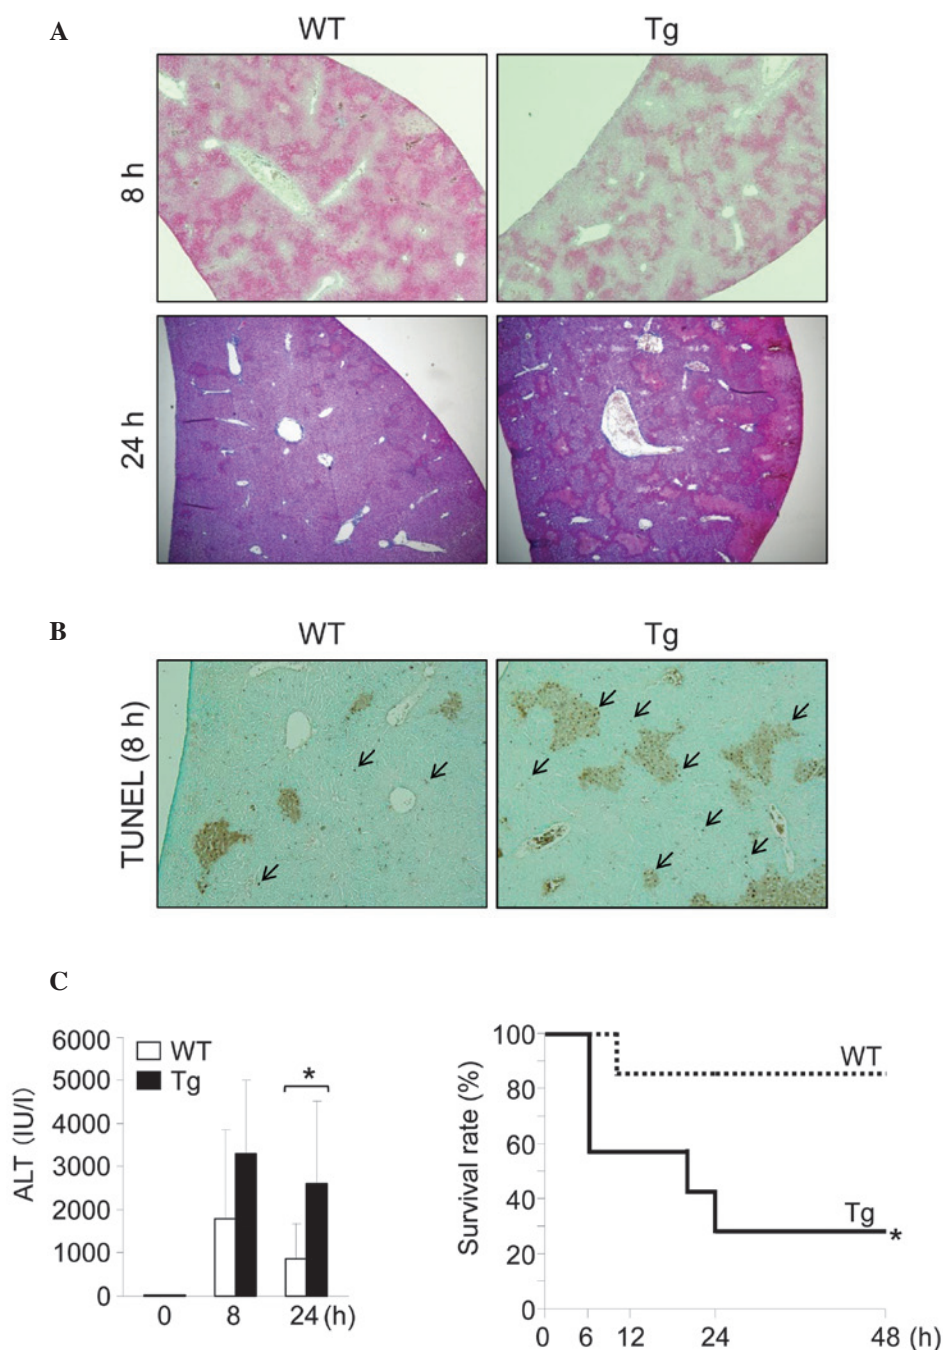 A
WT Tg
8 h
24 h
B
WT Tg
TUNEL (8 h)
C
6000
5000
4000
3000
2000
1000
0
ALT (IU/l)
WT
Tg
*
0 8 24 (h)
100
80
60
40
20
0
Survival rate (%)
WT
Tg
*
0 6 12 24 48 (h)